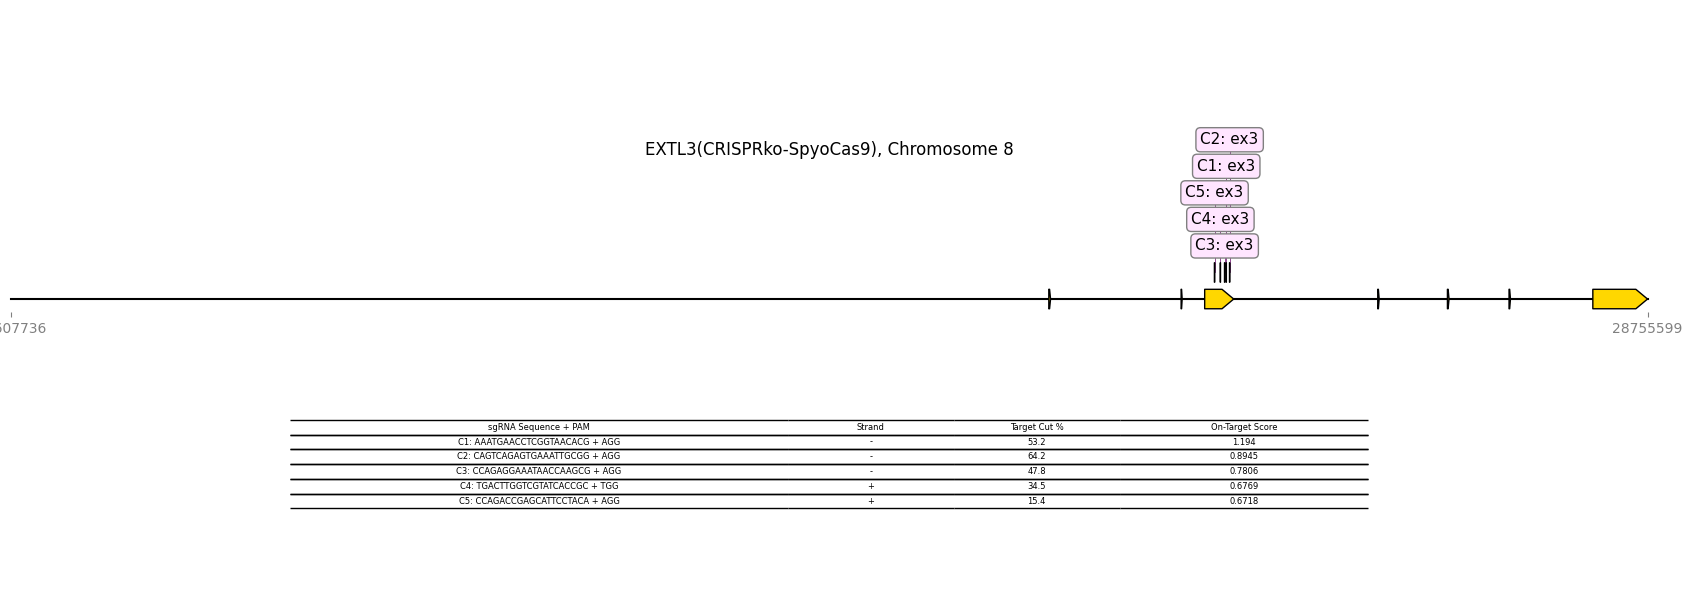 C2: ex3
EXTL3(CRISPRko-SpyoCas9), Chromosome 8
C1: ex3
C5: ex3
C4: ex3
C3: ex3
28755599
sgRNA Sequence + PAM Strand Target Cut % On-Target Score
C1: AAATGAACCTCGGTAACACG + AGG - 53.2 1.194
C2: CAGTCAGAGTGAAATTGCGG + AGG - 64.2 0.8945
C3: CCAGAGGAAATAACCAAGCG + AGG - 47.8 0.7806
C4: TGACTTGGTCGTATCACCGC + TGG + 34.5 0.6769
C5: CCAGACCGAGCATTCCTACA + AGG + 15.4 0.6718